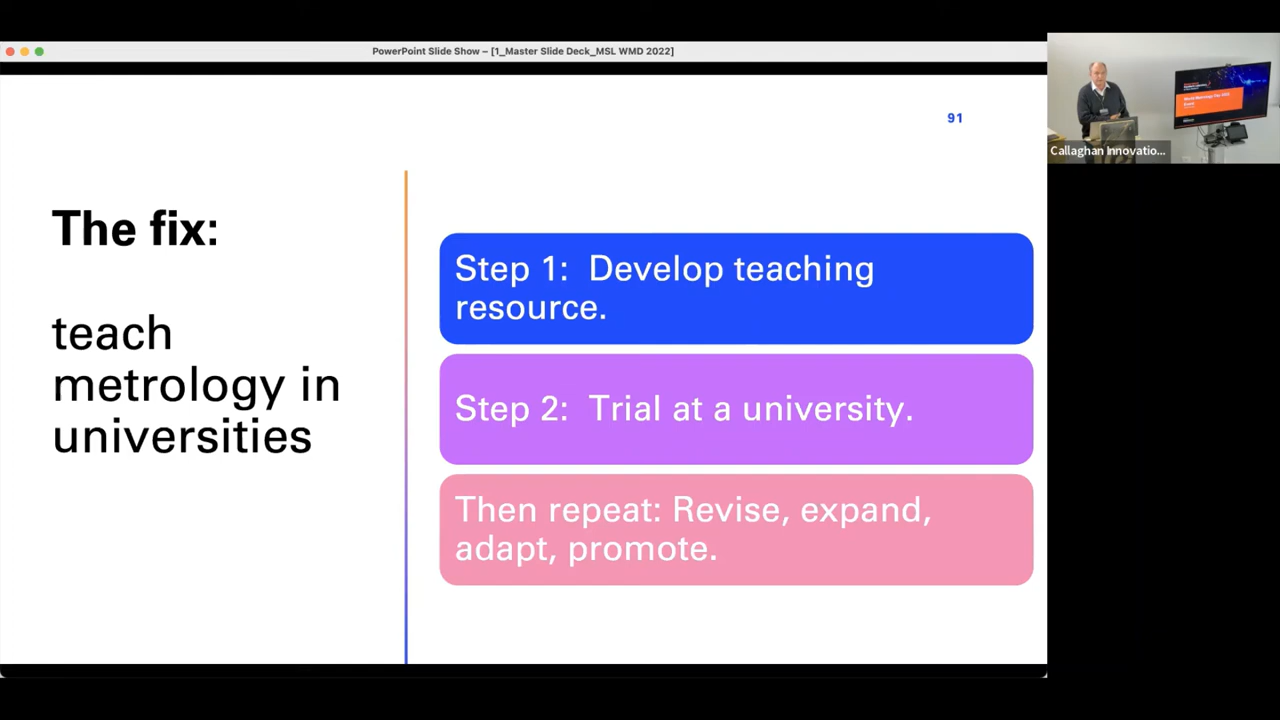 PowerPoint Slide Show – [1_Master Slide Deck_MSL WMD 2022]
91
The fix:
teach
metrology in
universities
Step 1: Develop teaching
resource.
Step 2: Trial at a university.
Then repeat: Revise, expand,
adapt, promote.
Callaghan Innovatio...